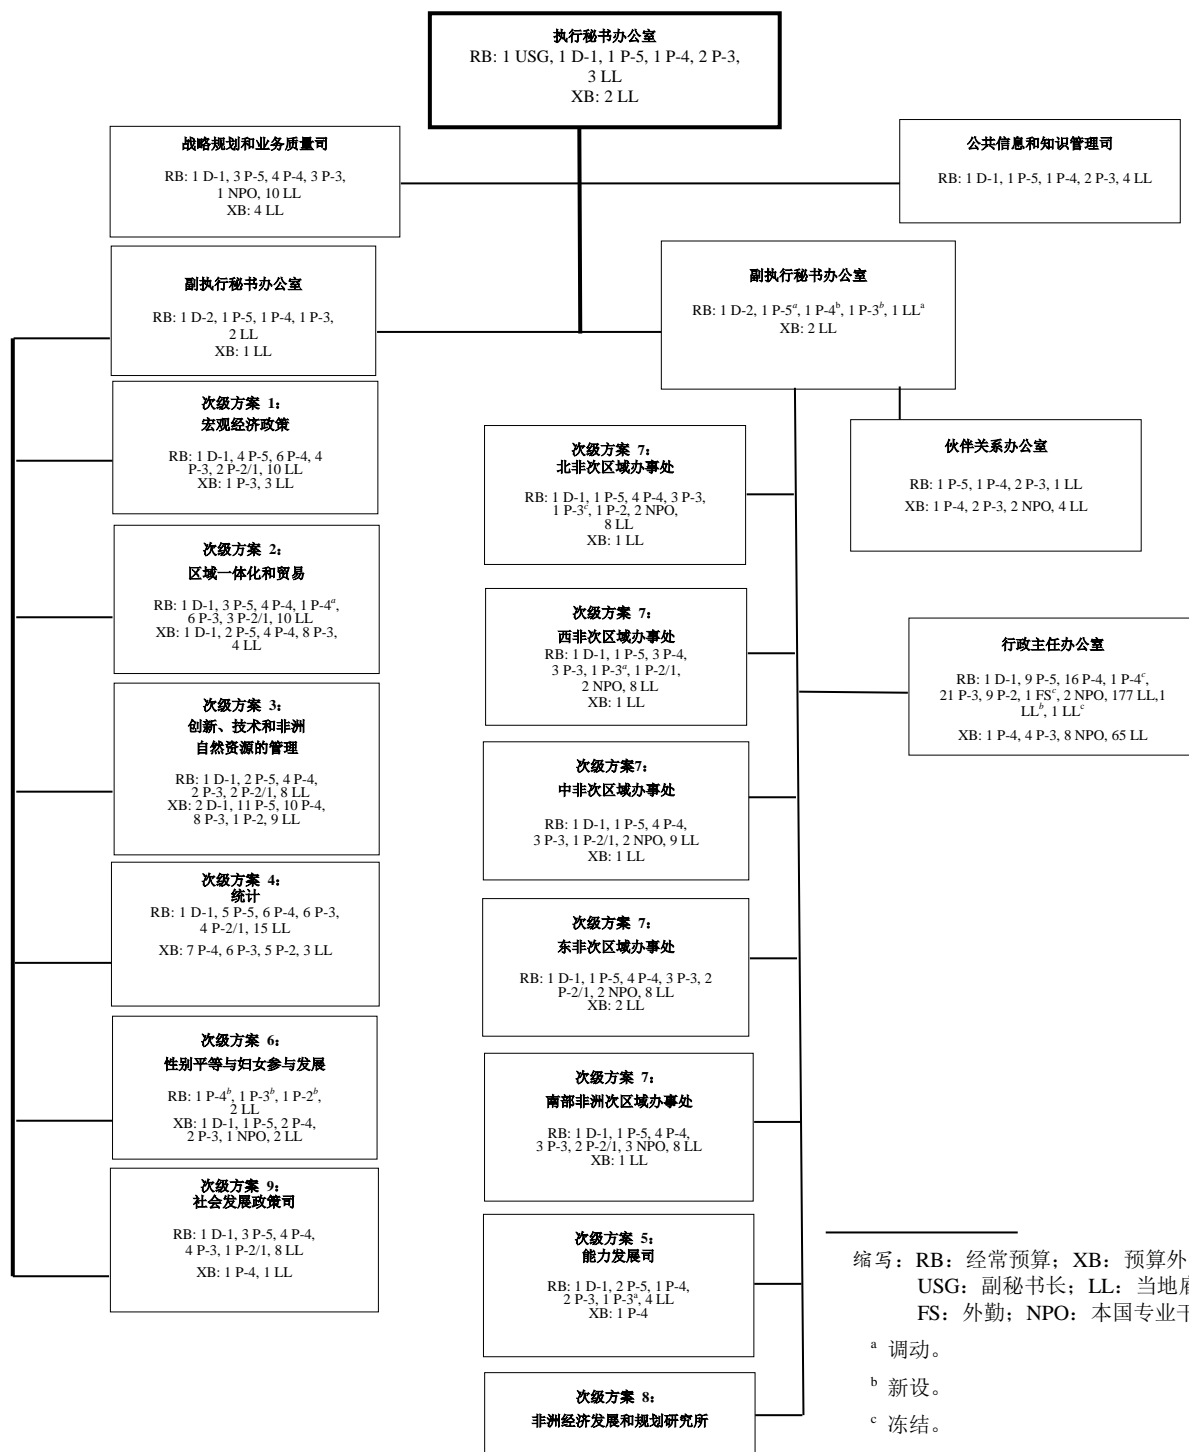 执行秘书办公室
RB: 1 USG, 1 D-1, 1 P-5, 1 P-4, 2 P-3,
3 LL
XB: 2 LL
战略规划和业务质量司
RB: 1 D-1, 3 P-5, 4 P-4, 3 P-3,
1 NPO, 10 LL
XB: 4 LL
公共信息和知识管理司
RB: 1 D-1, 1 P-5, 1 P-4, 2 P-3, 4 LL
副执行秘书办公室
RB: 1 D-2, 1 P-5, 1 P-4, 1 P-3,
2 LL
XB: 1 LL
副执行秘书办公室
RB: 1 D-2, 1 P-5ᵃ, 1 P-4ᵇ, 1 P-3ᵇ, 1 LLᵃ
XB: 2 LL
次级方案 1:
宏观经济政策
RB: 1 D-1, 4 P-5, 6 P-4, 4
P-3, 2 P-2/1, 10 LL
XB: 1 P-3, 3 LL
次级方案 2:
区域一体化和贸易
RB: 1 D-1, 3 P-5, 4 P-4, 1 P-4ᵃ,
6 P-3, 3 P-2/1, 10 LL
XB: 1 D-1, 2 P-5, 4 P-4, 8 P-3,
4 LL
次级方案 3:
创新、技术和非洲
自然资源的管理
RB: 1 D-1, 2 P-5, 4 P-4,
2 P-3, 2 P-2/1, 8 LL
XB: 2 D-1, 11 P-5, 10 P-4,
8 P-3, 1 P-2, 9 LL
次级方案 4:
统计
RB: 1 D-1, 5 P-5, 6 P-4, 6 P-3,
4 P-2/1, 15 LL
XB: 7 P-4, 6 P-3, 5 P-2, 3 LL
次级方案 6:
性别平等与妇女参与发展
RB: 1 P-4ᵇ, 1 P-3ᵇ, 1 P-2ᵇ,
2 LL
XB: 1 D-1, 1 P-5, 2 P-4,
2 P-3, 1 NPO, 2 LL
次级方案 9:
社会发展政策司
RB: 1 D-1, 3 P-5, 4 P-4,
4 P-3, 1 P-2/1, 8 LL
XB: 1 P-4, 1 LL
次级方案 7:
北非次区域办事处
RB: 1 D-1, 1 P-5, 4 P-4, 3 P-3,
1 P-3ᶜ, 1 P-2, 2 NPO,
8 LL
XB: 1 LL
次级方案 7:
西非次区域办事处
RB: 1 D-1, 1 P-5, 3 P-4,
3 P-3, 1 P-3ᵃ, 1 P-2/1,
2 NPO, 8 LL
XB: 1 LL
次级方案7:
中非次区域办事处
RB: 1 D-1, 1 P-5, 4 P-4,
3 P-3, 1 P-2/1, 2 NPO, 9 LL
XB: 1 LL
次级方案 7:
东非次区域办事处
RB: 1 D-1, 1 P-5, 4 P-4, 3 P-3, 2
P-2/1, 2 NPO, 8 LL
XB: 2 LL
次级方案 7:
南部非洲次区域办事处
RB: 1 D-1, 1 P-5, 4 P-4,
3 P-3, 2 P-2/1, 3 NPO, 8 LL
XB: 1 LL
次级方案 5:
能力发展司
RB: 1 D-1, 2 P-5, 1 P-4,
2 P-3, 1 P-3ᵃ, 4 LL
XB: 1 P-4
次级方案 8:
非洲经济发展和规划研究所
伙伴关系办公室
RB: 1 P-5, 1 P-4, 2 P-3, 1 LL
XB: 1 P-4, 2 P-3, 2 NPO, 4 LL
行政主任办公室
RB: 1 D-1, 9 P-5, 16 P-4, 1 P-4ᶜ,
21 P-3, 9 P-2, 1 FSᶜ, 2 NPO, 177 LL,1
LLᵇ, 1 LLᶜ
XB: 1 P-4, 4 P-3, 8 NPO, 65 LL
缩写：RB：经常预算；XB：预算外
USG：副秘书长；LL：当地
FS：外勤；NPO：本国专业
ᵃ 调动。
ᵇ 新设。
ᶜ 冻结。